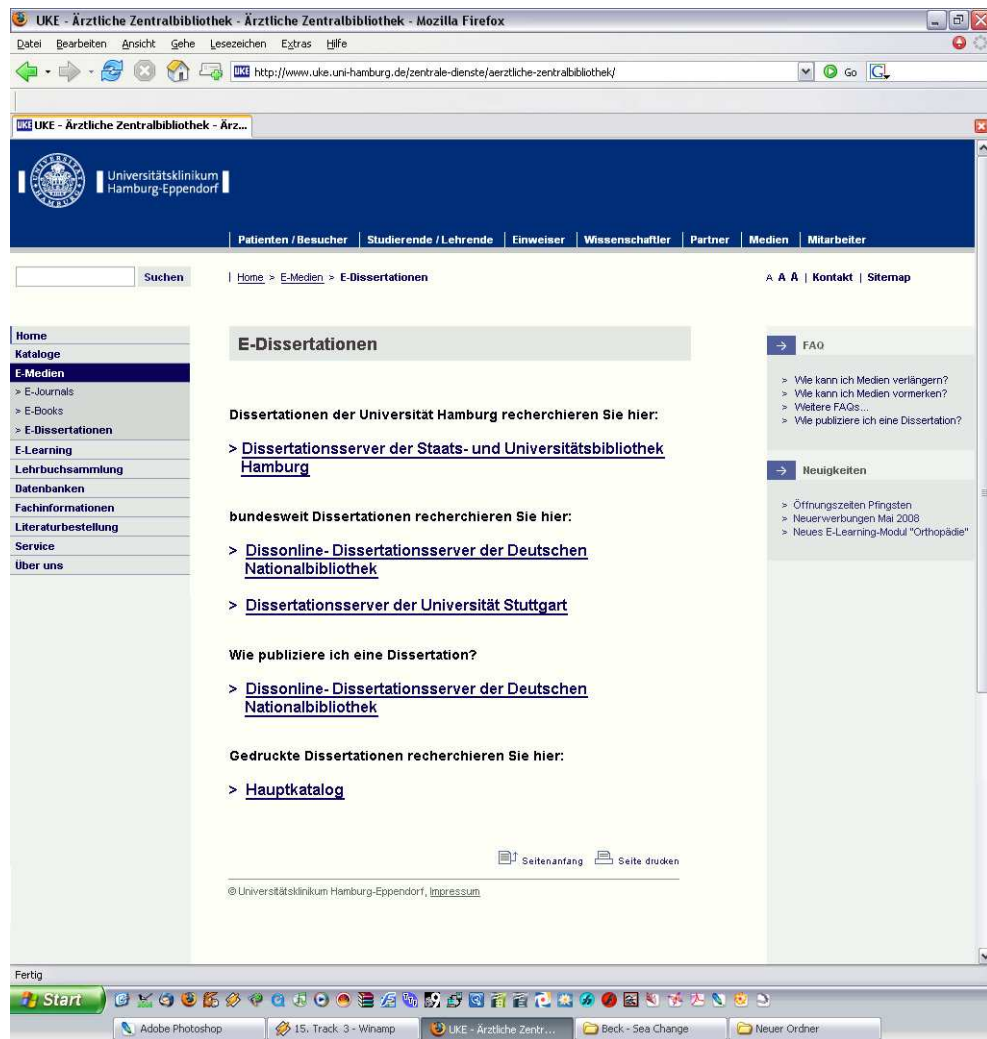 UKE - Ärztliche Zentralbibliothek - Ärztliche Zentralbibliothek - Mozilla Firefox
Datei Bearbeiten Ansicht Gehe Lesezeichen Extras Hilfe
http://www.uke.uni-hamburg.de/zentrale-dienste/aerztliche-zentralbibliothek/ Go
UKE - Ärztliche Zentralbibliothek - Ärz...
Universitätsklinikum
Hamburg-Eppendorf
Patienten / Besucher | Studierende / Lehrende | Einweiser | Wissenschaftler | Partner | Medien | Mitarbeiter
Suchen
| Home > E-Medien > E-Dissertationen
A A A | Kontakt | Sitemap
Home
Kataloge
E-Medien
> E-Journals
> E-Books
> E-Dissertationen
E-Learning
Lehrbuchsammlung
Datenbanken
Fachinformationen
Literaturbestellung
Service
Über uns
E-Dissertationen
Dissertationen der Universität Hamburg recherchieren Sie hier:
> Dissertationsserver der Staats- und Universitätsbibliothek
Hamburg
bundesweit Dissertationen recherchieren Sie hier:
> Dissonline- Dissertationsserver der Deutschen
Nationalbibliothek
> Dissertationsserver der Universität Stuttgart
Wie publiziere ich eine Dissertation?
> Dissonline- Dissertationsserver der Deutschen
Nationalbibliothek
Gedruckte Dissertationen recherchieren Sie hier:
> Hauptkatalog
Seitenanfang Seite drucken
© Universitätsklinikum Hamburg-Eppendorf, Impressum
FAQ
> Wie kann ich Medien verlängern?
> Wie kann ich Medien vormerken?
> Weitere FAQs...
> Wie publiziere ich eine Dissertation?
Neuigkeiten
> Öffnungszeiten Pfingsten
> Neuerwerbungen Mai 2008
> Neues E-Learning-Modul "Orthopädie"
Fertig
Start
Adobe Photoshop
15. Track 3 - Winamp
UKE - Ärztliche Zentr...
Beck - Sea Change
Neuer Ordner